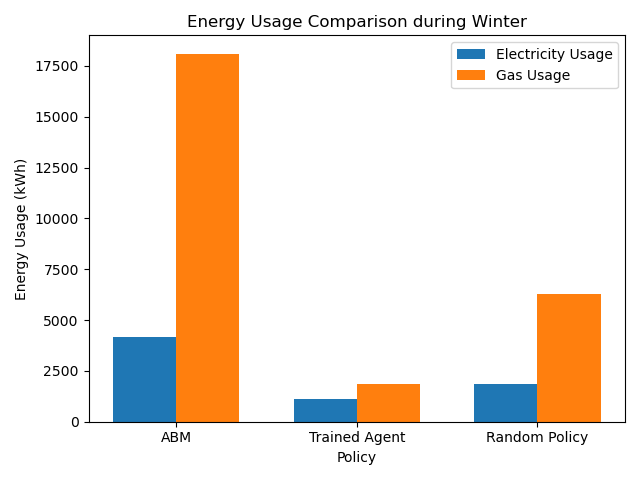 Energy Usage Comparison during Winter
Electricity Usage
Gas Usage
Energy Usage (kWh)
17500
15000
12500
10000
7500
5000
2500
0
ABM
Trained Agent
Random Policy
Policy